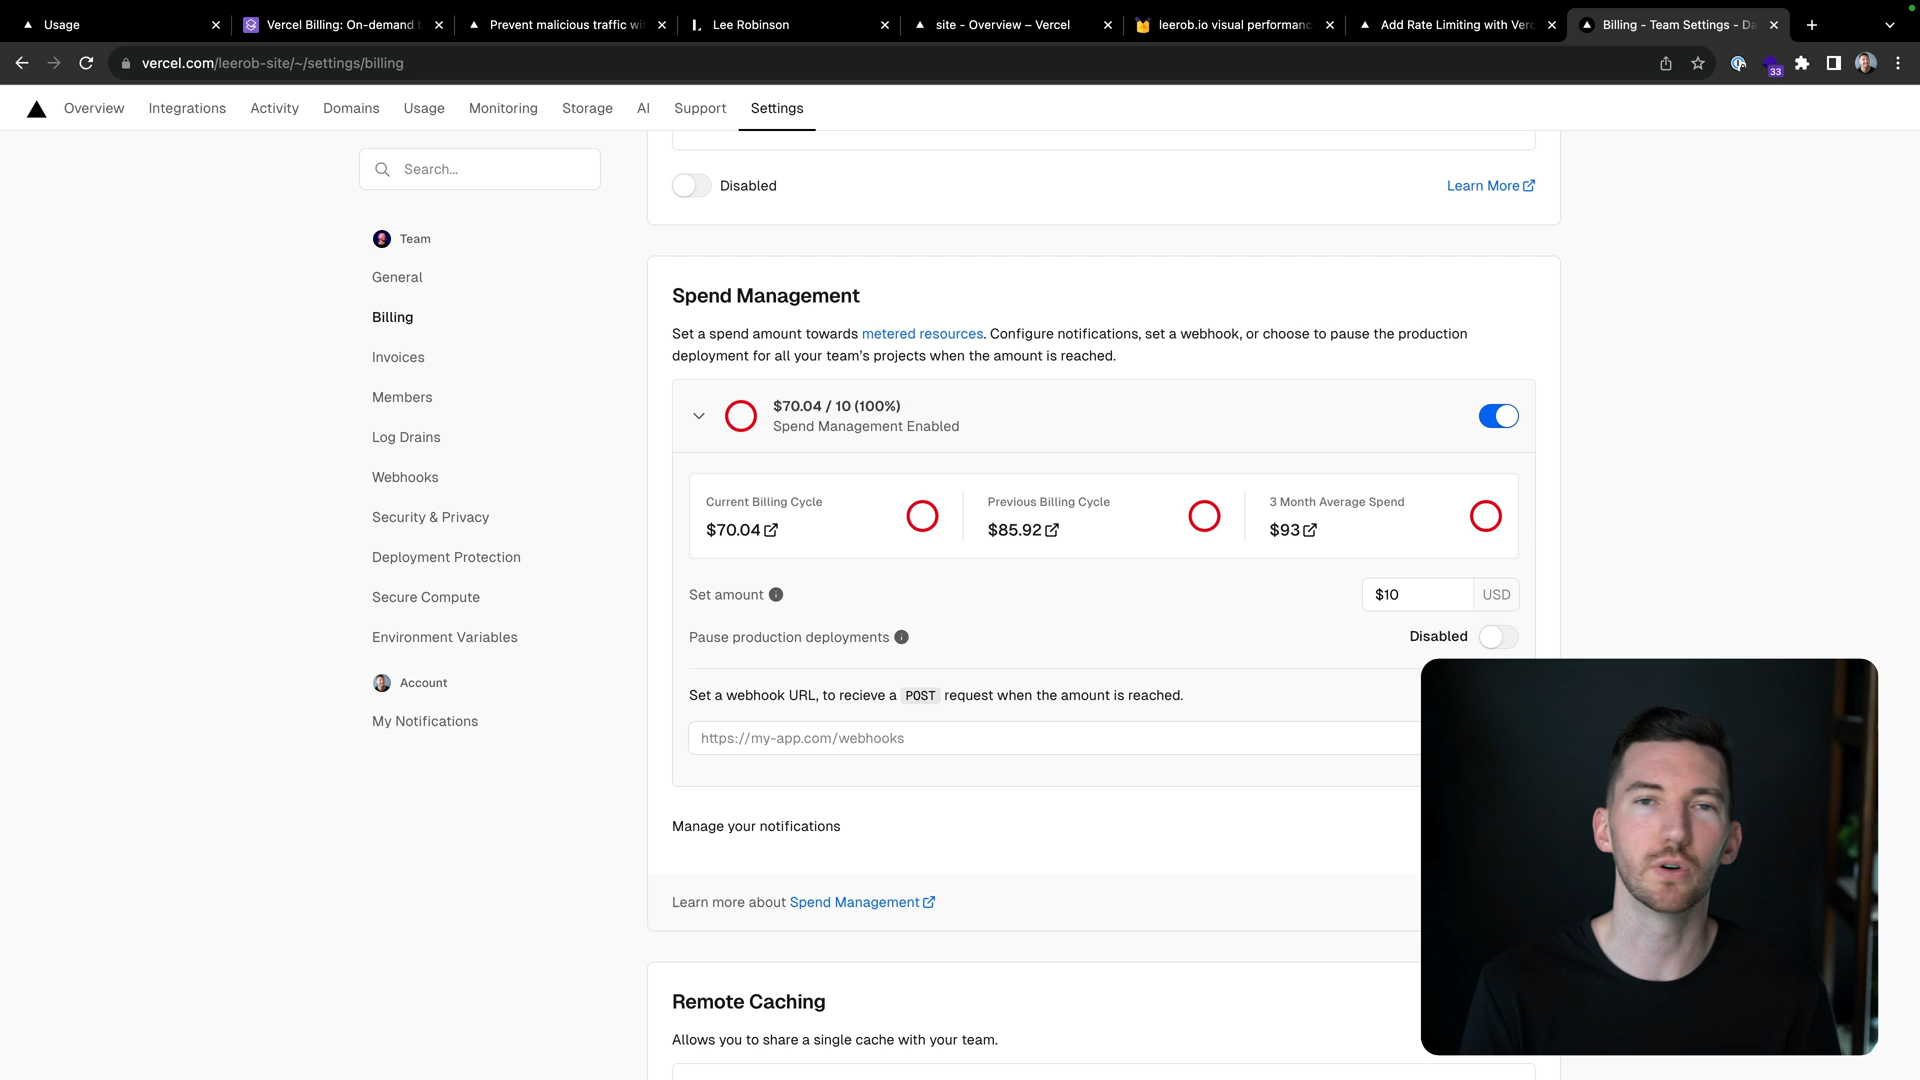 Usage
Vercel Billing: On-demand
Prevent malicious traffic wi
Lee Robinson
site - Overview – Vercel
leerob.io visual performanc
Add Rate Limiting with Verc
Billing - Team Settings - Da
vercel.com/leerob-site/~/settings/billing
33
Overview
Integrations
Activity
Domains
Usage
Monitoring
Storage
AI
Support
Settings
Search...
Team
General
Billing
Invoices
Members
Log Drains
Webhooks
Security & Privacy
Deployment Protection
Secure Compute
Environment Variables
Account
My Notifications
Disabled
Learn More
Spend Management
Set a spend amount towards metered resources. Configure notifications, set a webhook, or choose to pause the production
deployment for all your team's projects when the amount is reached.
$70.04 / 10 (100%)
Spend Management Enabled
Current Billing Cycle
$70.04
Previous Billing Cycle
$85.92
3 Month Average Spend
$93
Set amount
$10
USD
Pause production deployments
Disabled
Set a webhook URL, to recieve a POST request when the amount is reached.
https://my-app.com/webhooks
Manage your notifications
Learn more about Spend Management
Remote Caching
Allows you to share a single cache with your team.